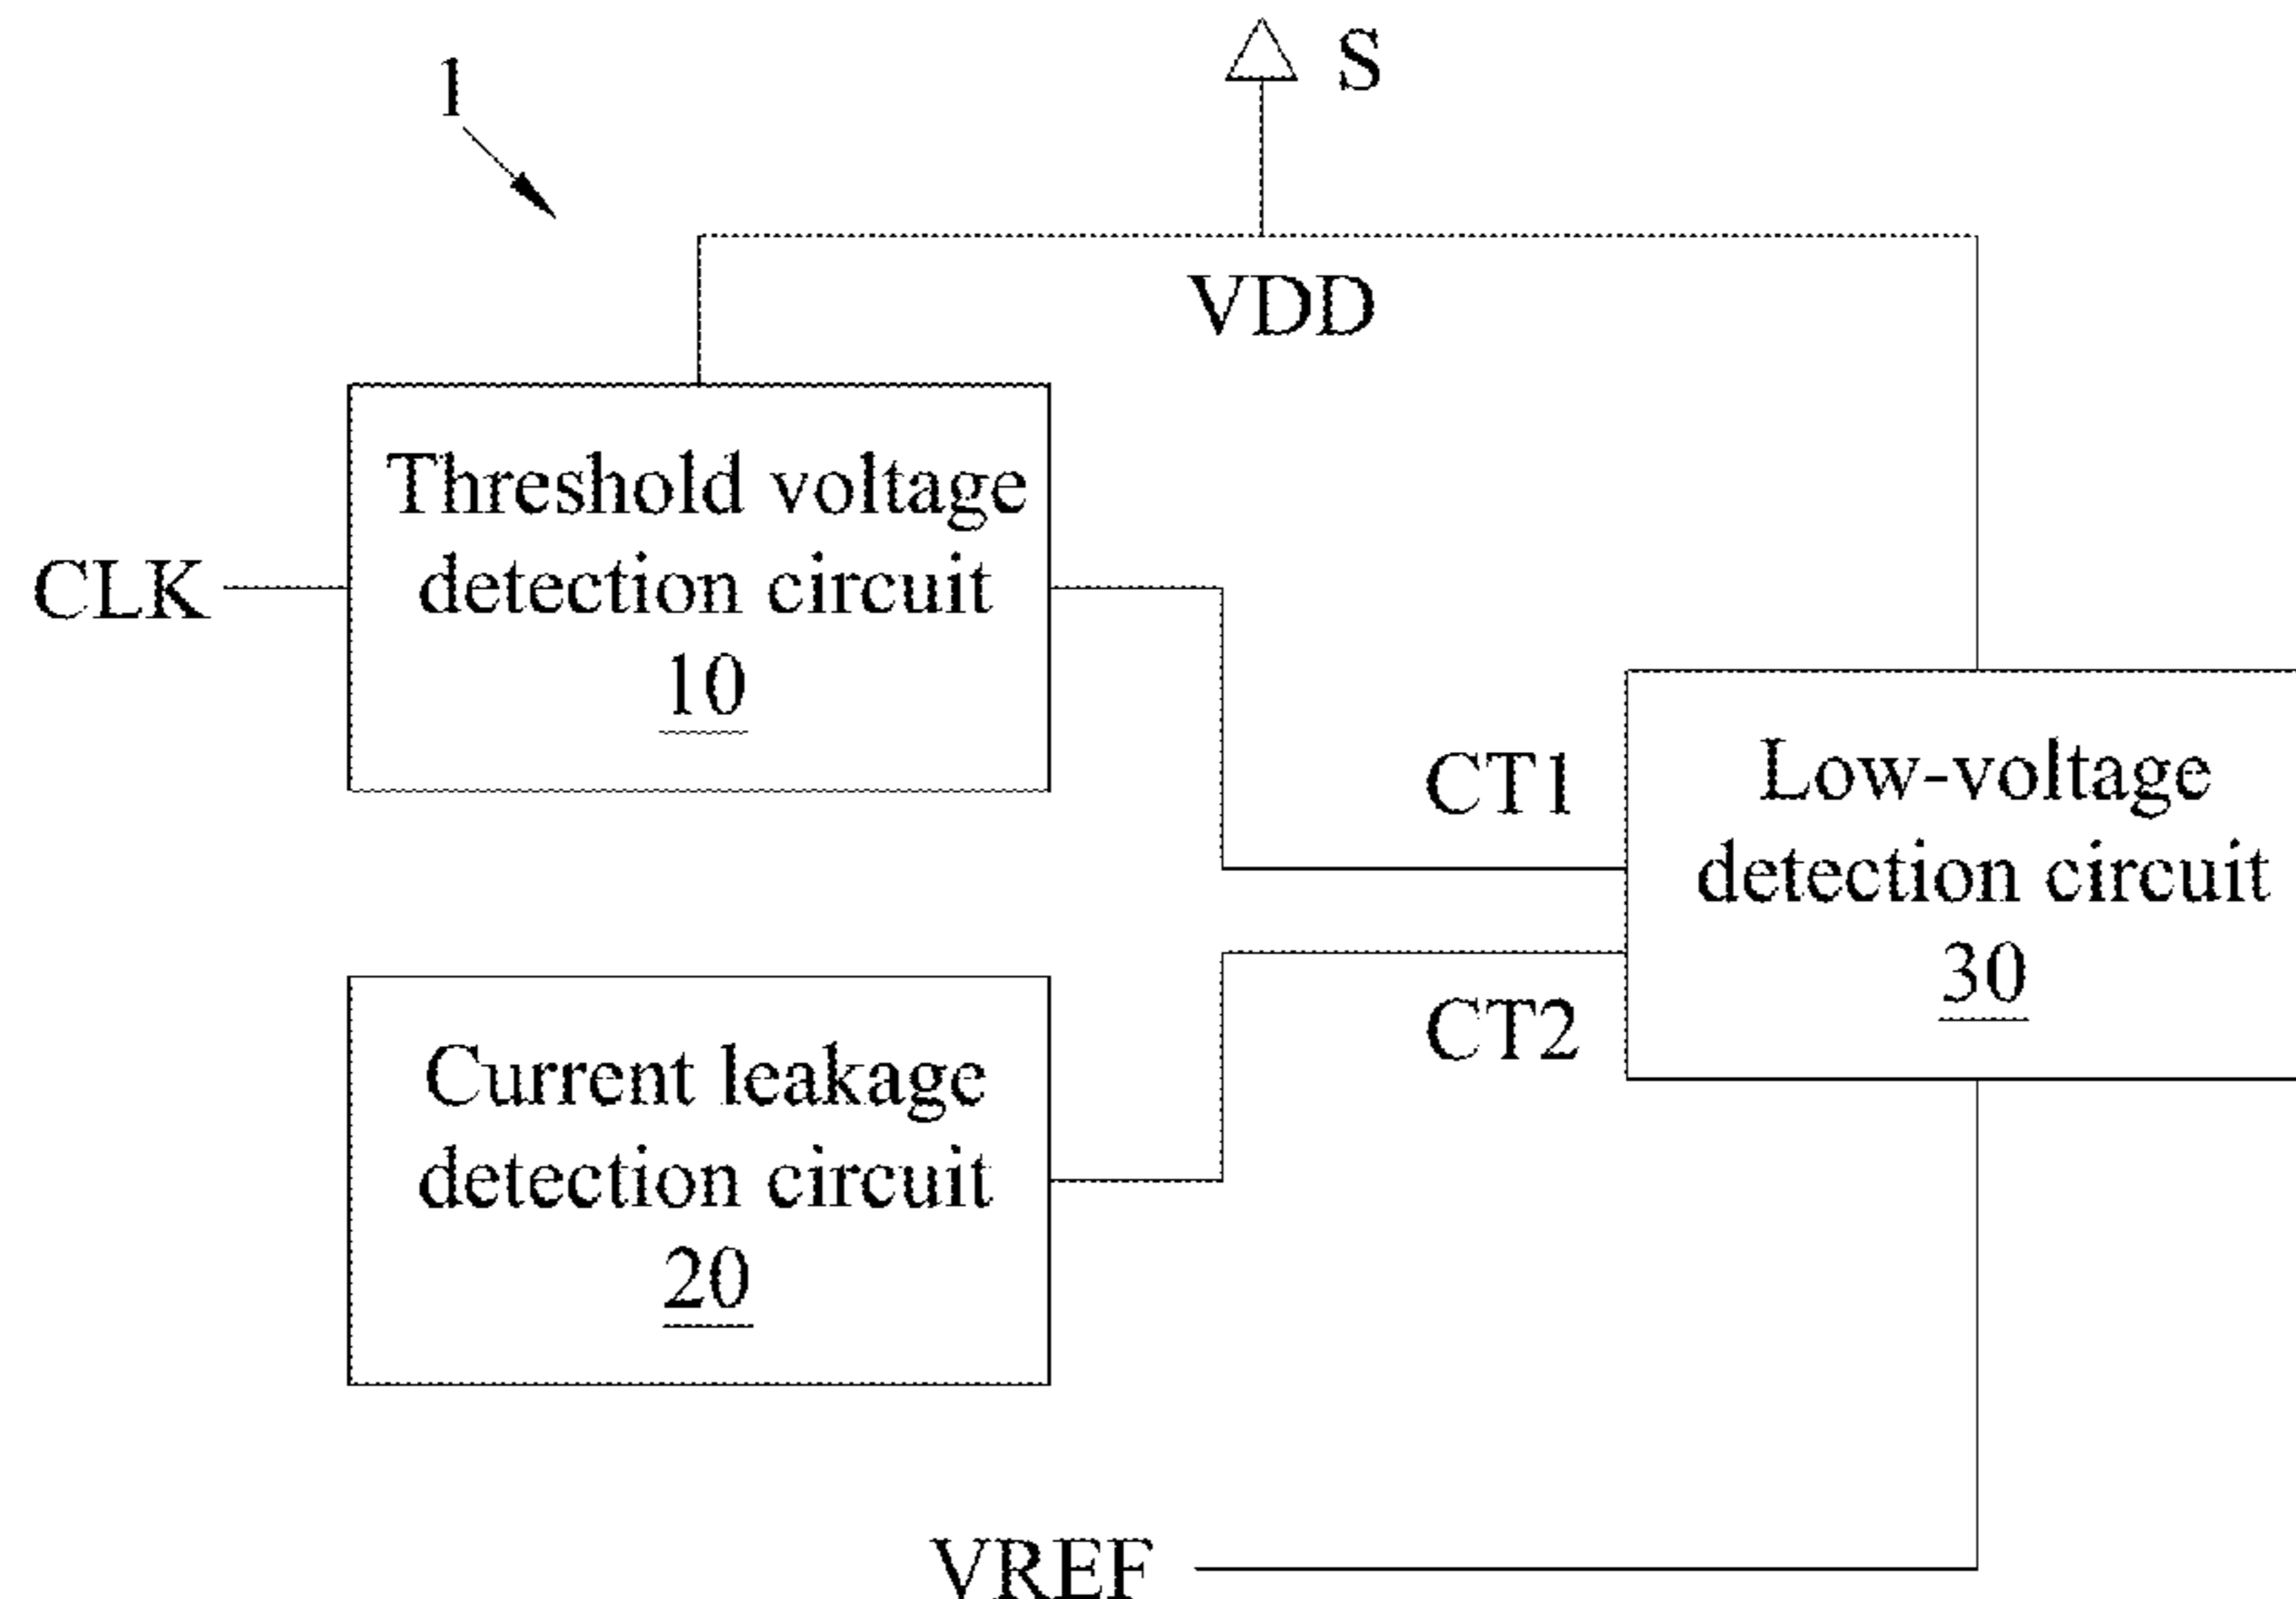 1
S
VDD
Threshold voltage
detection circuit
10
CLK
CT1
Low-voltage
detection circuit
30
CT2
Current leakage
detection circuit
20
VREF